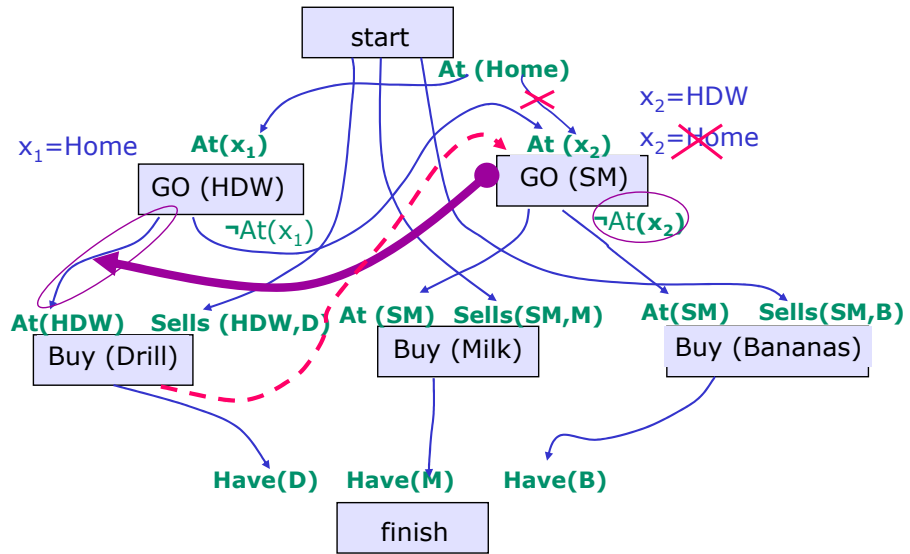 start
At (Home)
x₂=HDW
x₁=Home
At(x₁)
At (x₂)
x₂=Home
GO (HDW)
GO (SM)
¬At(x₁)
¬At(x₂)
At(HDW)
Sells (HDW,D)
At (SM)
Sells(SM,M)
At(SM)
Sells(SM,B)
Buy (Drill)
Buy (Milk)
Buy (Bananas)
Have(D)
Have(M)
Have(B)
finish